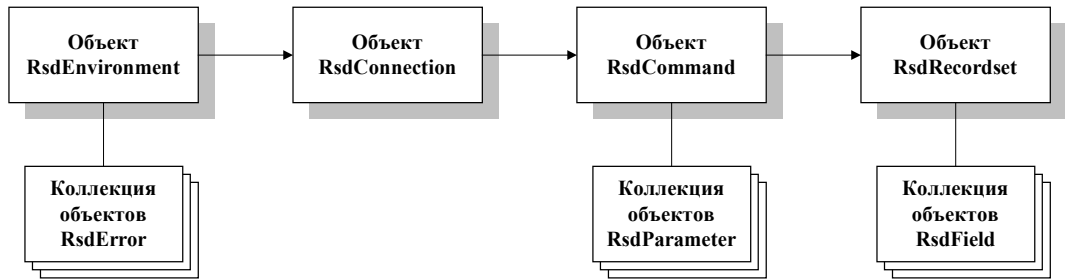 Объект
RsdEnvironment
Объект
RsdConnection
Объект
RsdCommand
Объект
RsdRecordset
Коллекция
объектов
RsdError
Коллекция
объектов
RsdParameter
Коллекция
объектов
RsdField